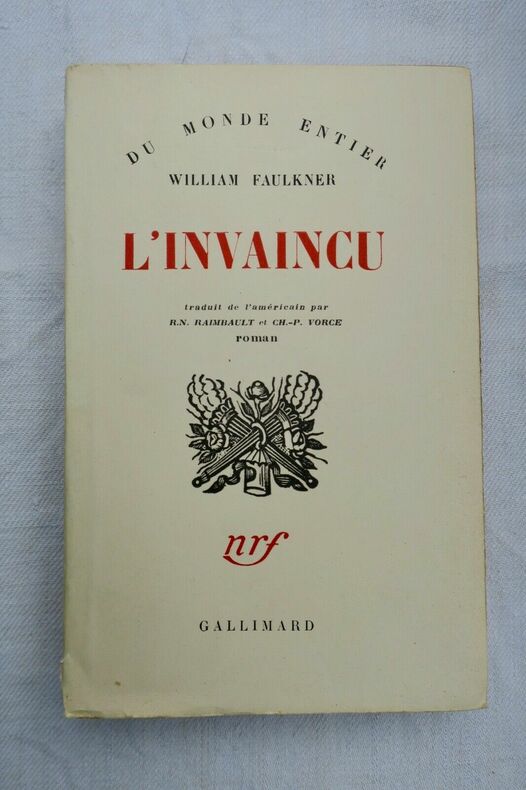 DU MONDE ENTIER
WILLIAM FAULKNER
L'INVAINCU
traduit de l'américain par
R.N. RAIMBAULT et CH.-P. VORCE
roman
nrf
GALLIMARD